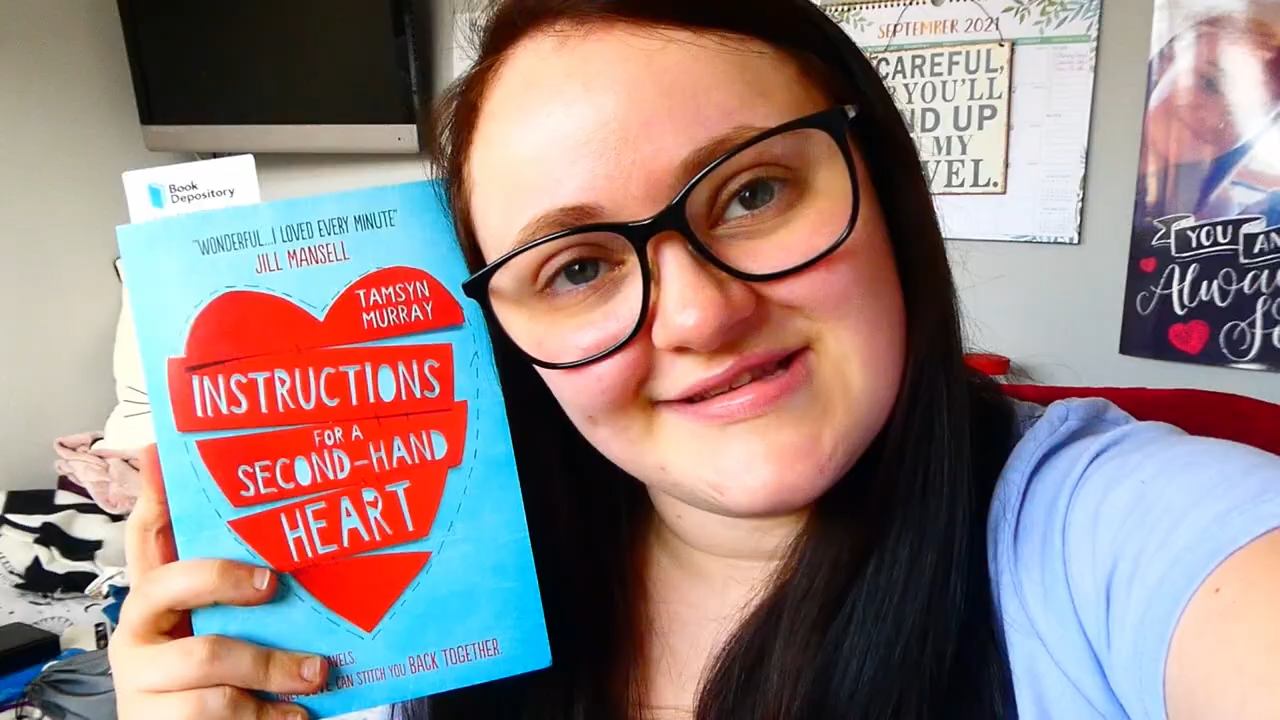 Book
Depository
"WONDERFUL...I LOVED EVERY MINUTE"
JILL MANSELL
TAMSYN
MURRAY
INSTRUCTIONS
FOR A
SECOND-HAND
HEART
CAN STITCH YOU BACK TOGETHER.
SEPTEMBER 2021
CAREFUL,
YOU'LL
UP
MY
YOU